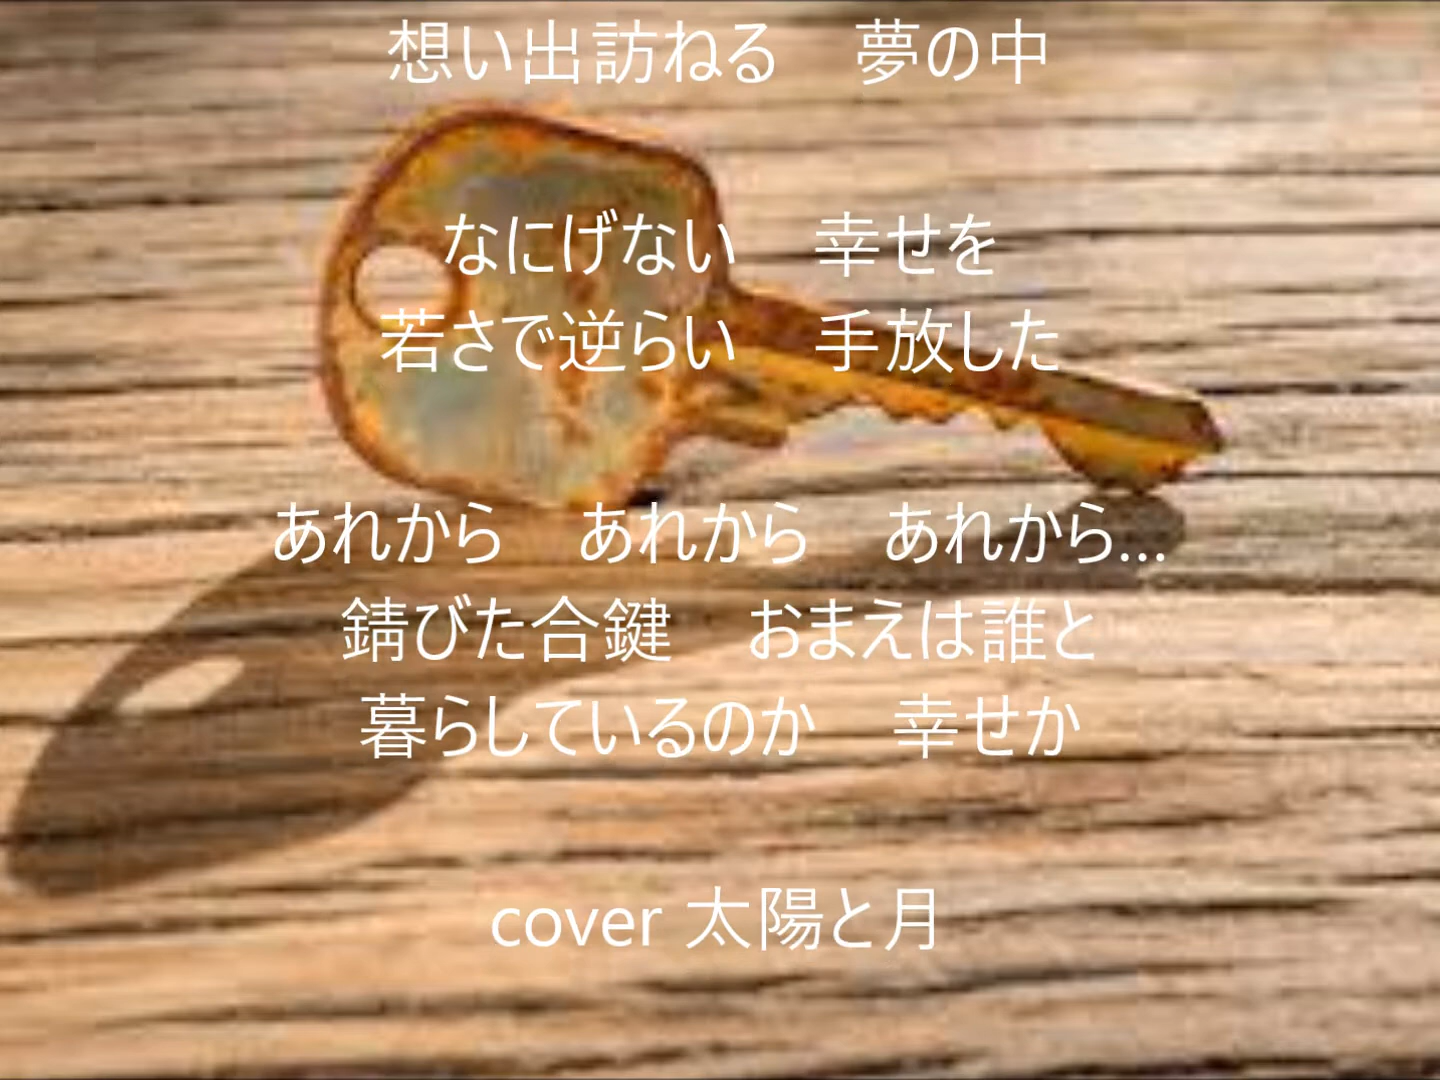 想い出訪ねる　夢の中
なにげない　幸せを
若さで逆らい　手放した
あれから　あれから　あれから…
錆びた合鍵　おまえは誰と
暮らしているのか　幸せか
cover 太陽と月